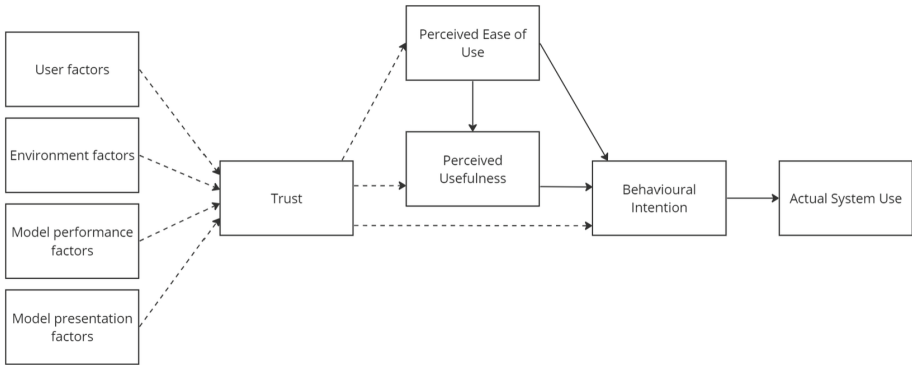 User factors
Environment factors
Model performance
factors
Model presentation
factors
Trust
Perceived Ease of
Use
Perceived
Usefulness
Behavioural
Intention
Actual System Use